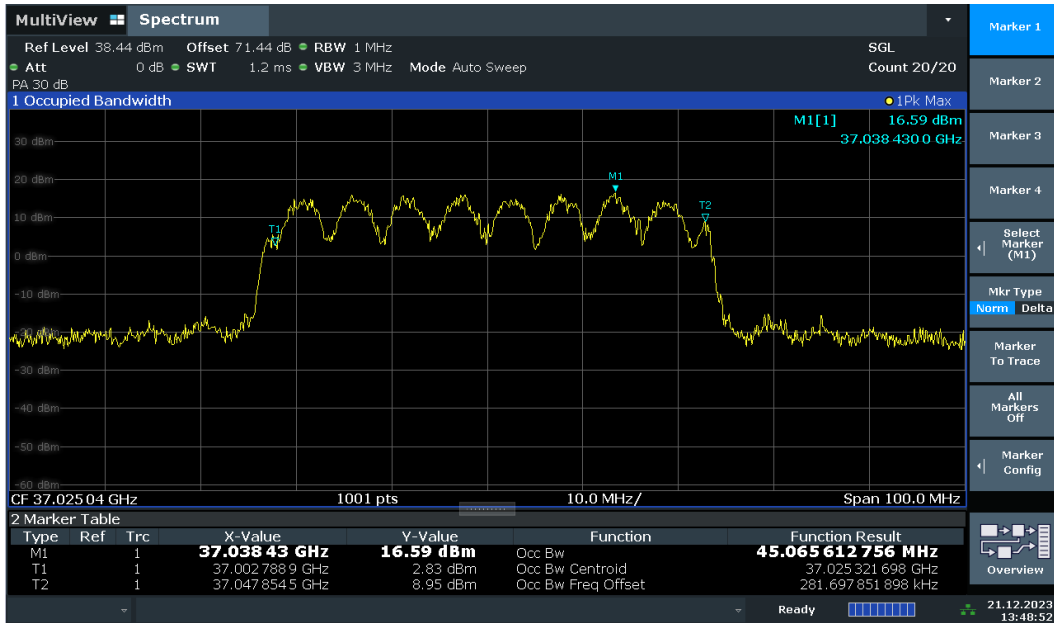 MultiView Spectrum
Ref Level 38.44 dBm Offset 71.44 dB RBW 1 MHz SGL
Att 0 dB SWT 1.2 ms VBW 3 MHz Mode Auto Sweep Count 20/20
PA 30 dB
1 Occupied Bandwidth 1Pk Max
M1[1] 16.59 dBm
37.038 430 0 GHz
30 dBm
20 dBm
M1
T2
10 dBm
T1
0 dBm
-10 dBm
-20 dBm
-30 dBm
-40 dBm
-50 dBm
-60 dBm
CF 37.025 04 GHz 1001 pts 10.0 MHz/ Span 100.0 MHz
2 Marker Table
Type Ref Trc X-Value Y-Value Function Function Result
M1 1 37.038 43 GHz 16.59 dBm Occ Bw 45.065 612 756 MHz
T1 1 37.002 788 9 GHz 2.83 dBm Occ Bw Centroid 37.025 321 698 GHz
T2 1 37.047 854 5 GHz 8.95 dBm Occ Bw Freq Offset 281.697 851 898 kHz
Ready
21.12.2023
13:48:52
Marker 1
Marker 2
Marker 3
Marker 4
Select
Marker
(M1)
Mkr Type
Norm Delta
Marker
To Trace
All
Markers
Off
Marker
Config
Overview